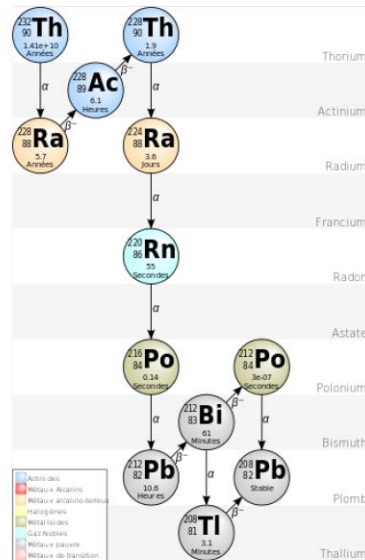 232
90
Th
1.41e+10
Années
228
90
Th
1.9
Années
Thorium
α
β⁻
228
89
Ac
6.1
Heures
α
Actinium
β⁻
228
88
Ra
5.7
Années
224
88
Ra
3.6
Jours
Radium
α
Francium
220
86
Rn
55
Secondes
Radon
α
Astate
216
84
Po
0.14
Secondes
212
84
Po
3e-07
Secondes
Polonium
α
β⁻
212
83
Bi
61
Minutes
α
Bismuth
β⁻
212
82
Pb
10.6
Heures
α
208
82
Pb
Stable
Plomb
β⁻
208
81
Tl
3.1
Minutes
Thallium
Actinides
Métaux Alcalins
Métaux alcalino-terreux
Halogènes
Métalloïdes
Gaz Nobles
Métaux pauvre
Métaux de transition